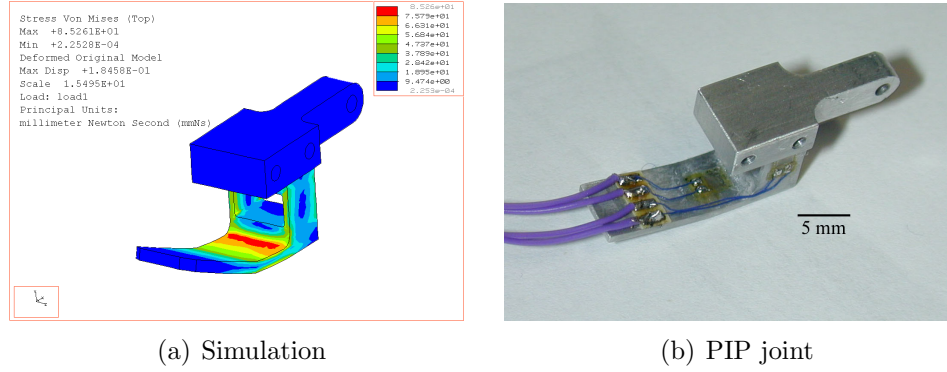 Stress Von Mises (Top)
Max +8.5261E+01
Min +2.2528E-04
Deformed Original Model
Max Disp +1.8458E-01
Scale 1.5495E+01
Load: load1
Principal Units:
millimeter Newton Second (mmNs)
8.526e+01
7.579e+01
6.631e+01
5.684e+01
4.737e+01
3.789e+01
2.842e+01
1.895e+01
9.474e+00
2.253e-04
5 mm
(a) Simulation
(b) PIP joint